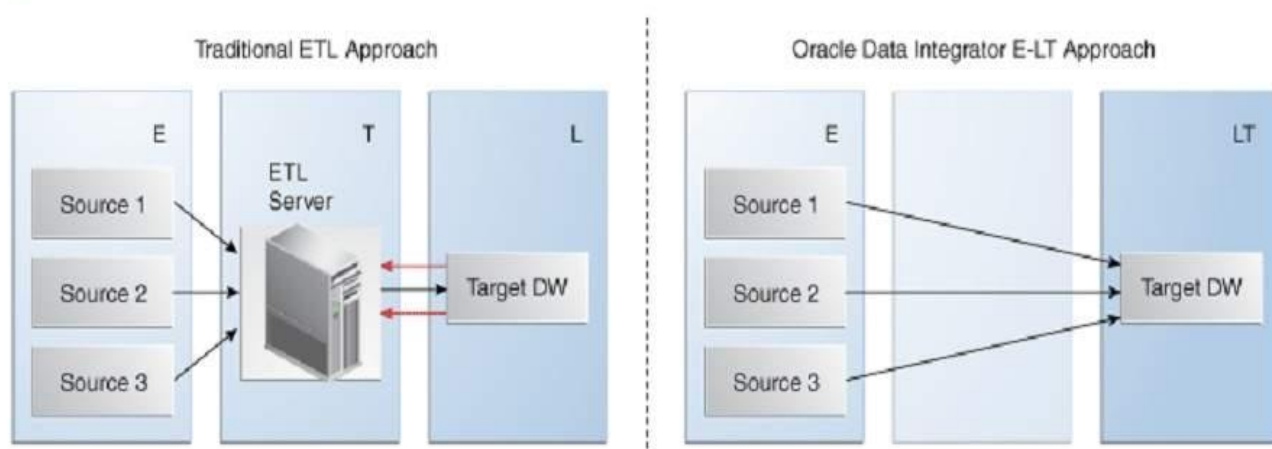 Traditional ETL Approach
E
Source 1
Source 2
Source 3
T
ETL
Server
L
Target DW
Oracle Data Integrator E-LT Approach
E
Source 1
Source 2
Source 3
LT
Target DW